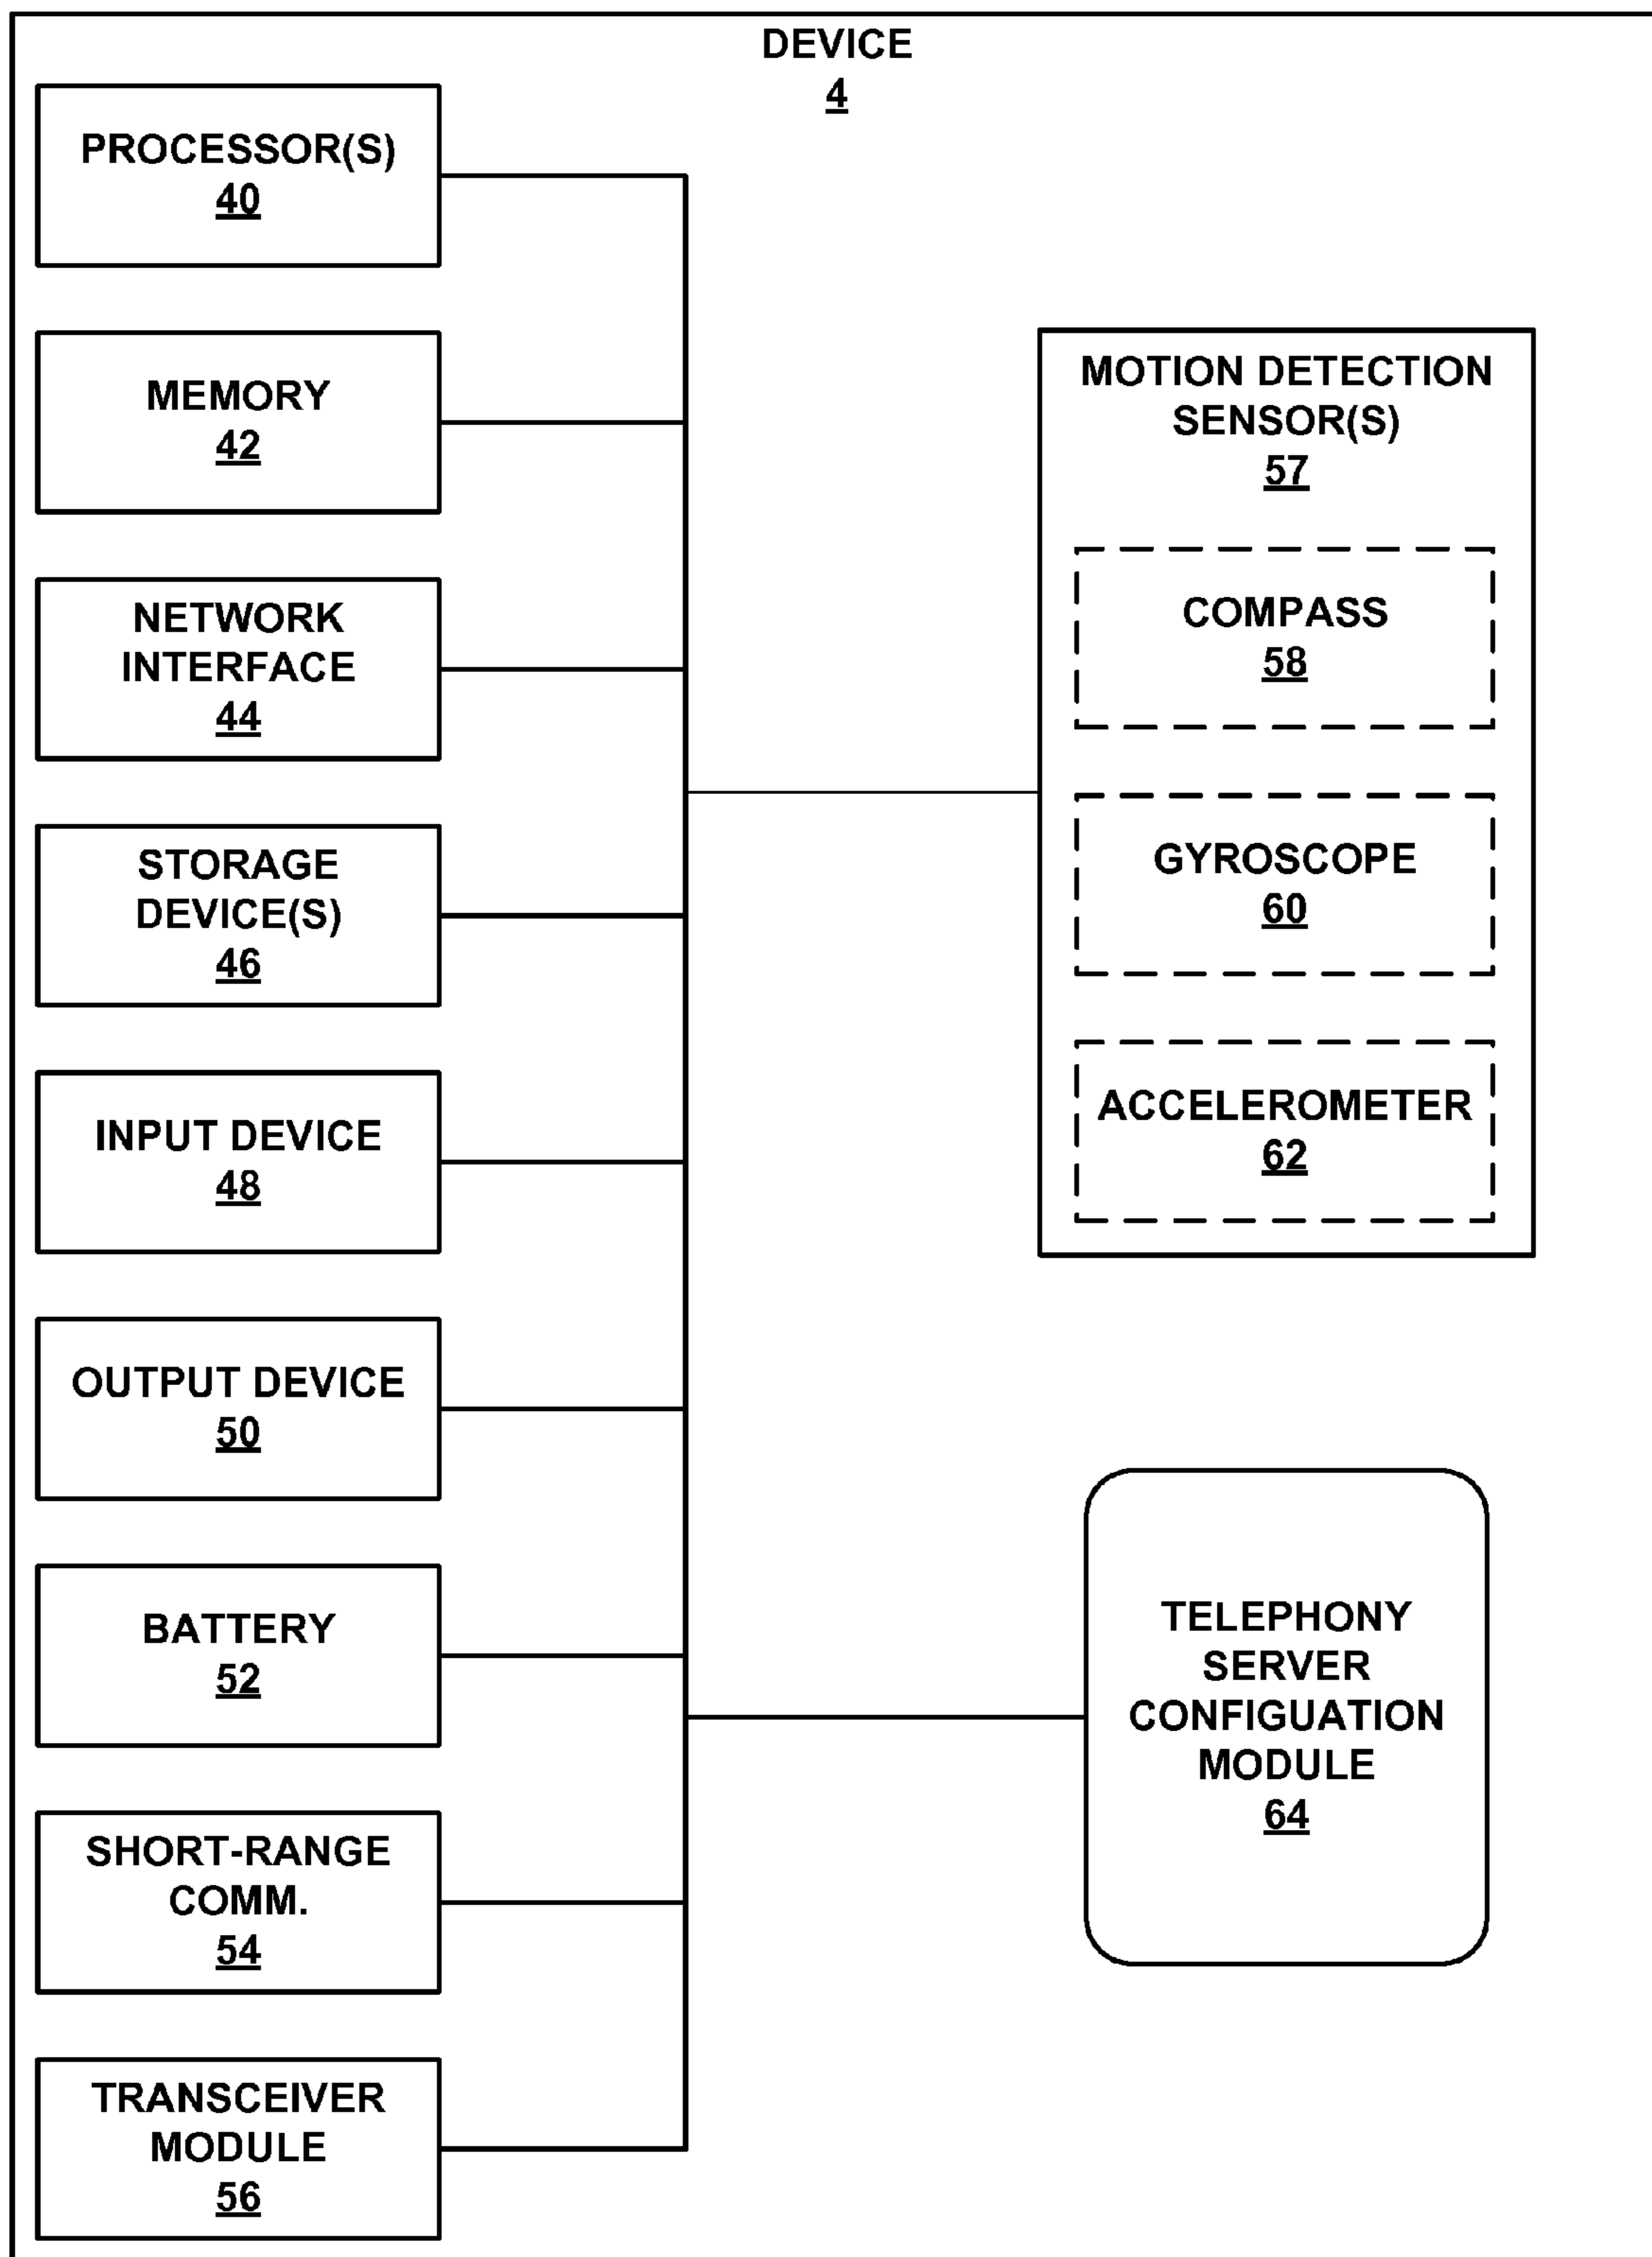 DEVICE
4
PROCESSOR(S)
40
MEMORY
42
NETWORK
INTERFACE
44
STORAGE
DEVICE(S)
46
INPUT DEVICE
48
OUTPUT DEVICE
50
BATTERY
52
SHORT-RANGE
COMM.
54
TRANSCEIVER
MODULE
56
MOTION DETECTION
SENSOR(S)
57
COMPASS
58
GYROSCOPE
60
ACCELEROMETER
62
TELEPHONY
SERVER
CONFIGUATION
MODULE
64